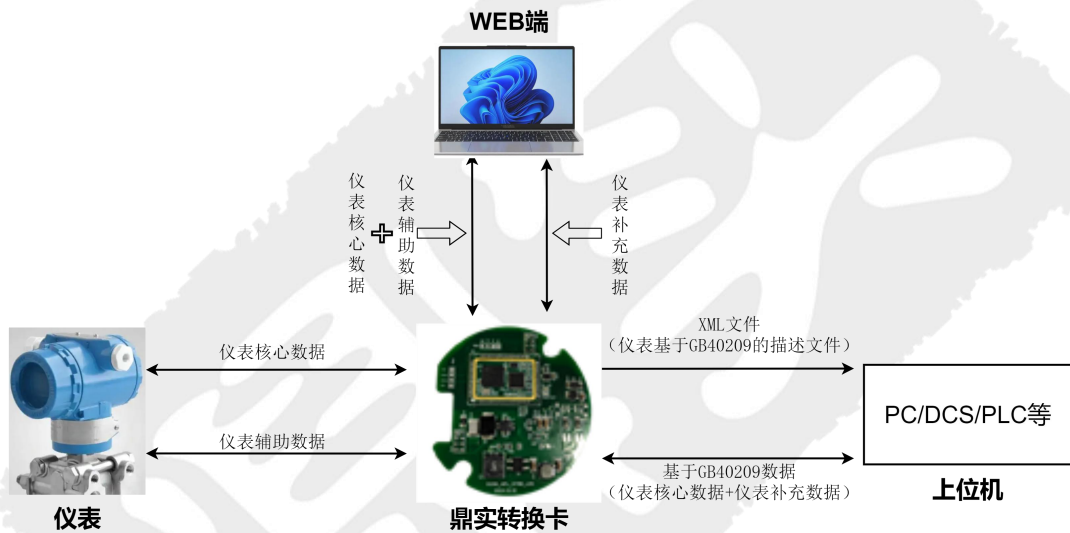 WEB端
仪表核心数据
仪表辅助数据
仪表补充数据
仪表核心数据
仪表辅助数据
XML文件
（仪表基于GB40209的描述文件）
基于GB40209数据
（仪表核心数据+仪表补充数据）
PC/DCS/PLC等
仪表
鼎实转换卡
上位机